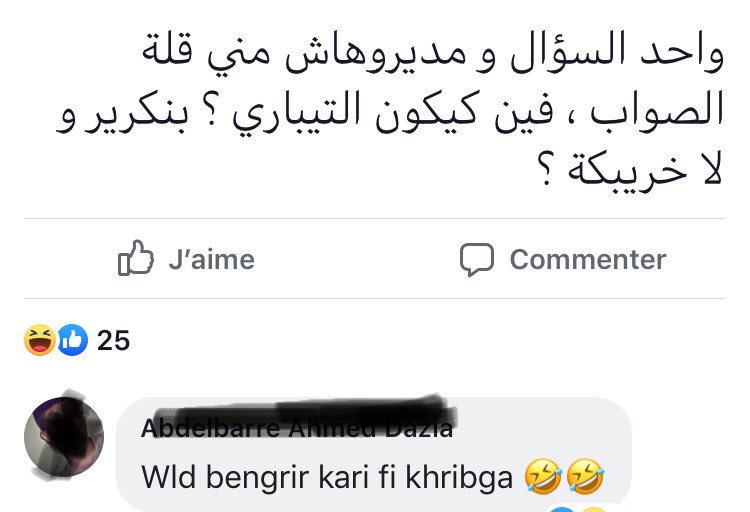 واحد السؤال و مديروهاش مني قلة
الصواب ، فين كيكون التيباري ؟ بنكرير و
لا خريبكة ؟
J'aime
Commenter
25
Wld bengrir kari fi khribga 🤣🤣